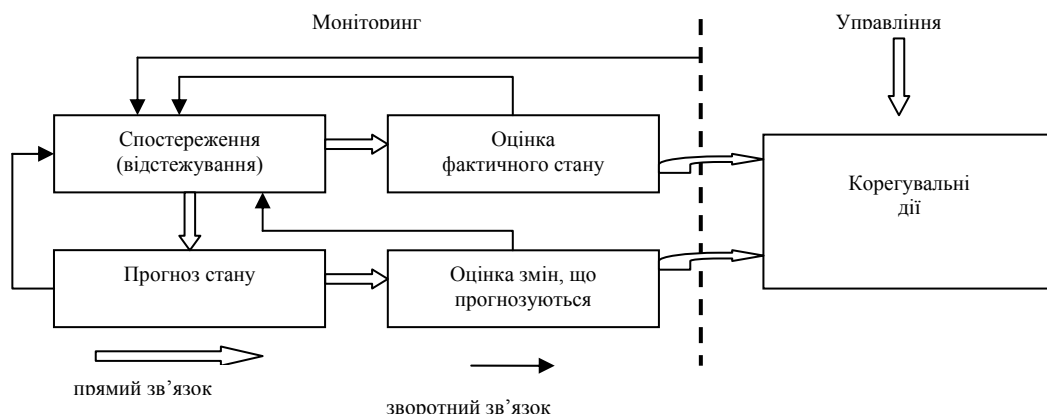 Моніторинг
Управління
Спостереження
(відстежування)
Оцінка
фактичного стану
Корегувальні
дії
Прогноз стану
Оцінка змін, що
прогнозуються
прямий зв’язок
зворотний зв’язок